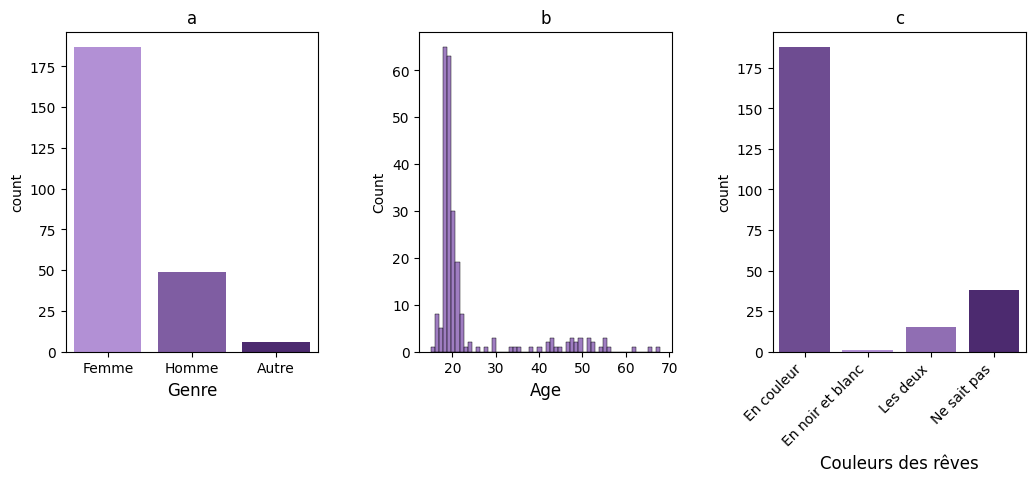 a
175
150
125
100
75
50
25
0
count
Femme
Homme
Autre
Genre
b
60
50
40
30
20
10
0
Count
20
30
40
50
60
70
Age
c
175
150
125
100
75
50
25
0
count
En couleur
En noir et blanc
Les deux
Ne sait pas
Couleurs des rêves